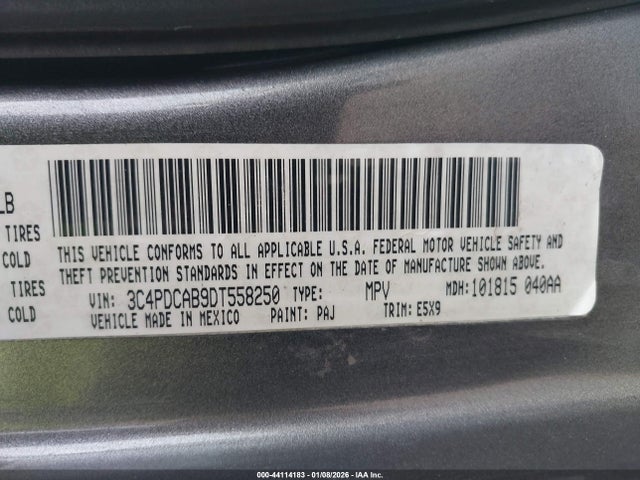 LB
TIRES
COLD
TIRES
COLD
THIS VEHICLE CONFORMS TO ALL APPLICABLE U.S.A. FEDERAL MOTOR VEHICLE SAFETY AND
THEFT PREVENTION STANDARDS IN EFFECT ON THE DATE OF MANUFACTURE SHOWN ABOVE.
VIN: 3C4PDCAB9DT558250 TYPE: MPV MDH: 101815 040AA
VEHICLE MADE IN MEXICO PAINT: PAJ TRIM: E5X9
000-44114183 | 01/08/2026 | IAA Inc.